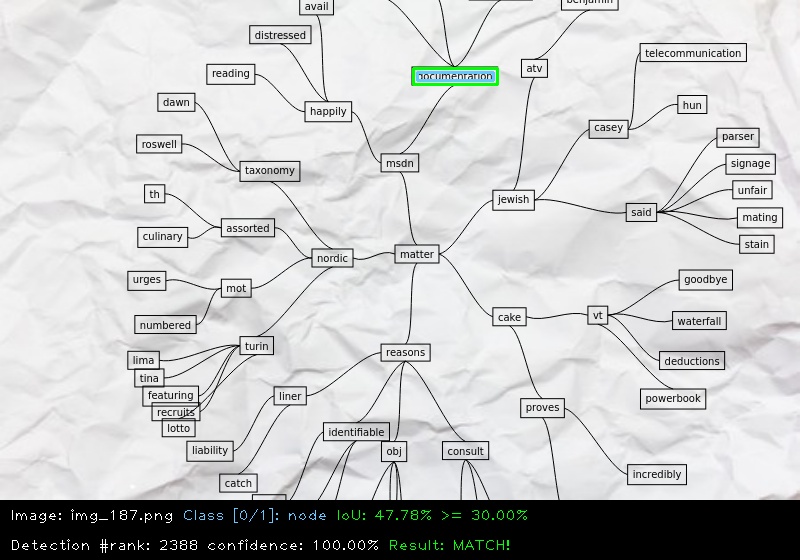 avail
benjamin
distressed
telecommunication
atv
reading
documentation
dawn
hun
happily
casey
parser
roswell
msdn
signage
taxonomy
unfair
th
jewish
said
mating
assorted
culinary
stain
matter
nordic
urges
goodbye
mot
numbered
cake
vt
waterfall
turin
reasons
lima
deductions
tina
featuring
liner
powerbook
recruits
proves
lotto
identifiable
liability
obj
consult
incredibly
catch
Image: img_187.png Class [0/1]: node IoU: 47.78% >= 30.00%
Detection #rank: 2388 confidence: 100.00% Result: MATCH!